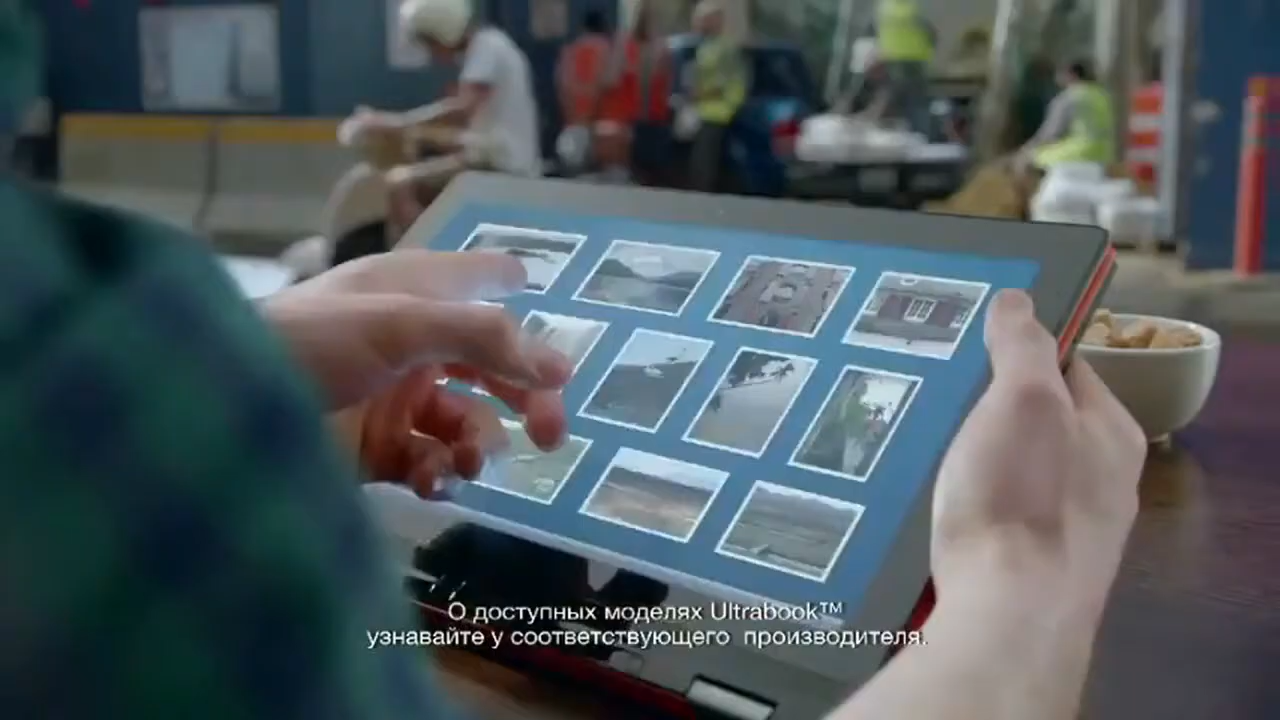 О доступных моделях Ultrabook™
узнавайте у соответствующего производителя.